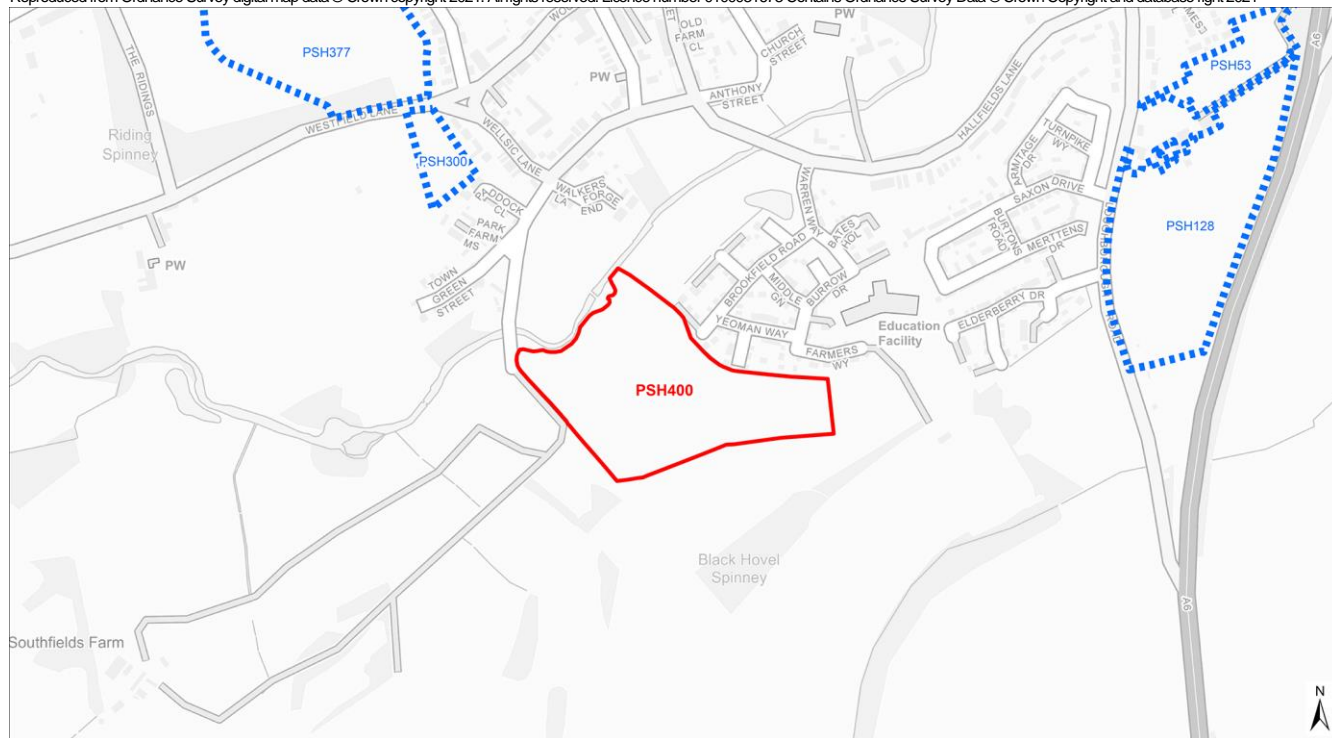 PSH377
THE RIDINGS
Riding
Spinney
WESTFIELD LANE
PSH300
WELLSIC LANE
PW
OLD
FARM
CL
CHURCH
STREET
PW
ANTHONY
STREET
HALLFIELDS LANE
PSH53
A6
TURNPIKE
WY
ARMITAGE
DR
SAXON DRIVE
BURTONS
ROAD
MERTTENS
DR
PSH128
WALKERS
LA
FORGE
END
PARK
FARM
MS
TOWN
GREEN
STREET
PW
WARREN WAY
BATES
HOL
BROOKFIELD ROAD
MIDDLE
GN
BURROW
DR
YEOMAN WAY
FARMERS
WY
Education
Facility
ELDERBERRY DR
PSH400
Black Hovel
Spinney
Southfields Farm
A6
N